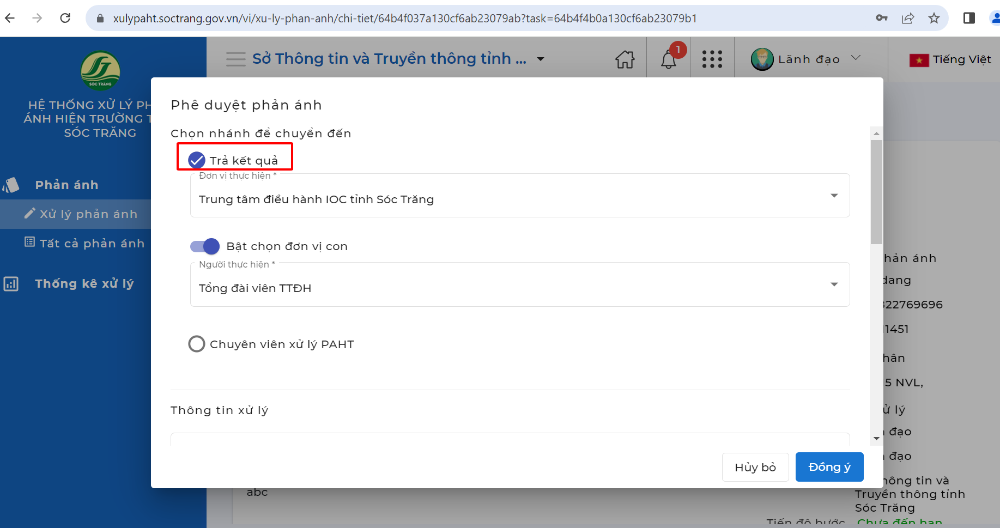 xulypaht.soctrang.gov.vn/vi/xu-ly-phan-anh/chi-tiet/64b4f037a130cf6ab23079ab?task=64b4f4b0a130cf6ab23079b1
SÓC TRĂNG
HỆ THỐNG XỬ LÝ PH
ÁNH HIỆN TRƯỜNG T
SÓC TRĂNG
Sở Thông tin và Truyền thông tỉnh ...
1
Lãnh đạo
Tiếng Việt
Phản ánh
Xử lý phản ánh
Tất cả phản ánh
Thống kê xử lý
Phê duyệt phản ánh
Chọn nhánh để chuyển đến
Trả kết quả
Đơn vị thực hiện *
Trung tâm điều hành IOC tỉnh Sóc Trăng
Bật chọn đơn vị con
Người thực hiện *
Tổng đài viên TTĐH
Chuyên viên xử lý PAHT
Thông tin xử lý
Hủy bỏ
Đồng ý
hản ánh
dang
322769696
11451
hân
5 NVL,
ử lý
đạo
đạo
hông tin và
Truyền thông tỉnh
Sóc Trăng
abc
Tiến độ bước
Chưa đến hạn